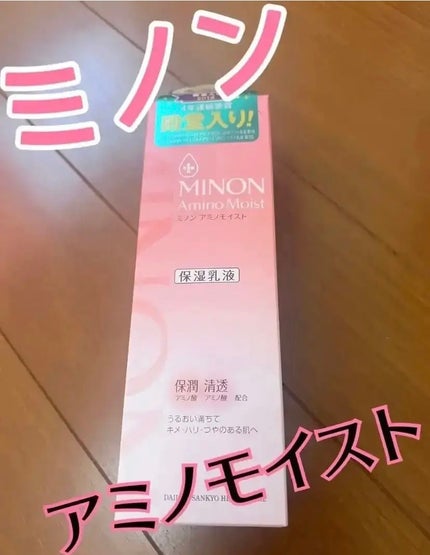 ミノン
殿堂入り!
MINON
Amino Moist
ミノン アミノモイスト
保湿乳液
保潤 清透
アミノ酸 アミノ酸 配合
うるおい満ちて
キメ・ハリ・つやのある肌へ
アミノモイスト